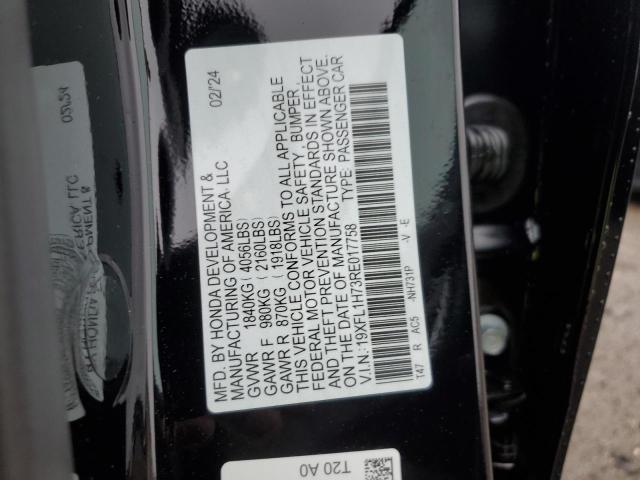 MFD. BY HONDA DEVELOPMENT & 02/'24
MANUFACTURING OF AMERICA, LLC
GVWR 1840KG (4056LBS)
GAWR F 980KG (2160LBS)
GAWR R 870KG (1918LBS)
THIS VEHICLE CONFORMS TO ALL APPLICABLE
FEDERAL MOTOR VEHICLE SAFETY, BUMPER
AND THEFT PREVENTION STANDARDS IN EFFECT
ON THE DATE OF MANUFACTURE SHOWN ABOVE.
V.I.N.: 19XFL1H73RE017758 TYPE: PASSENGER CAR
T47 R AC5 -NH731P -V -E
T20 A0